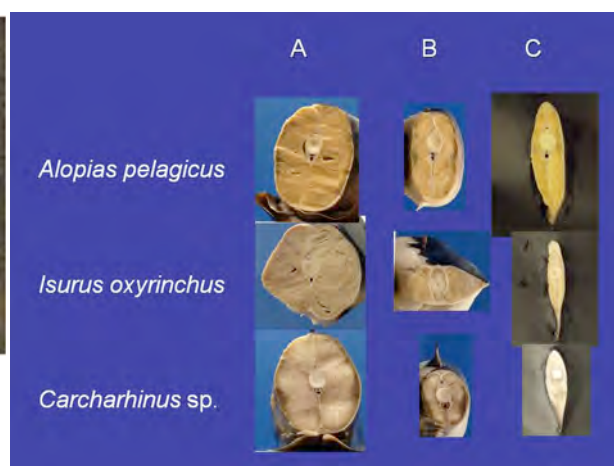 A B C
Alopias pelagicus
Isurus oxyrinchus
Carcharhinus sp.